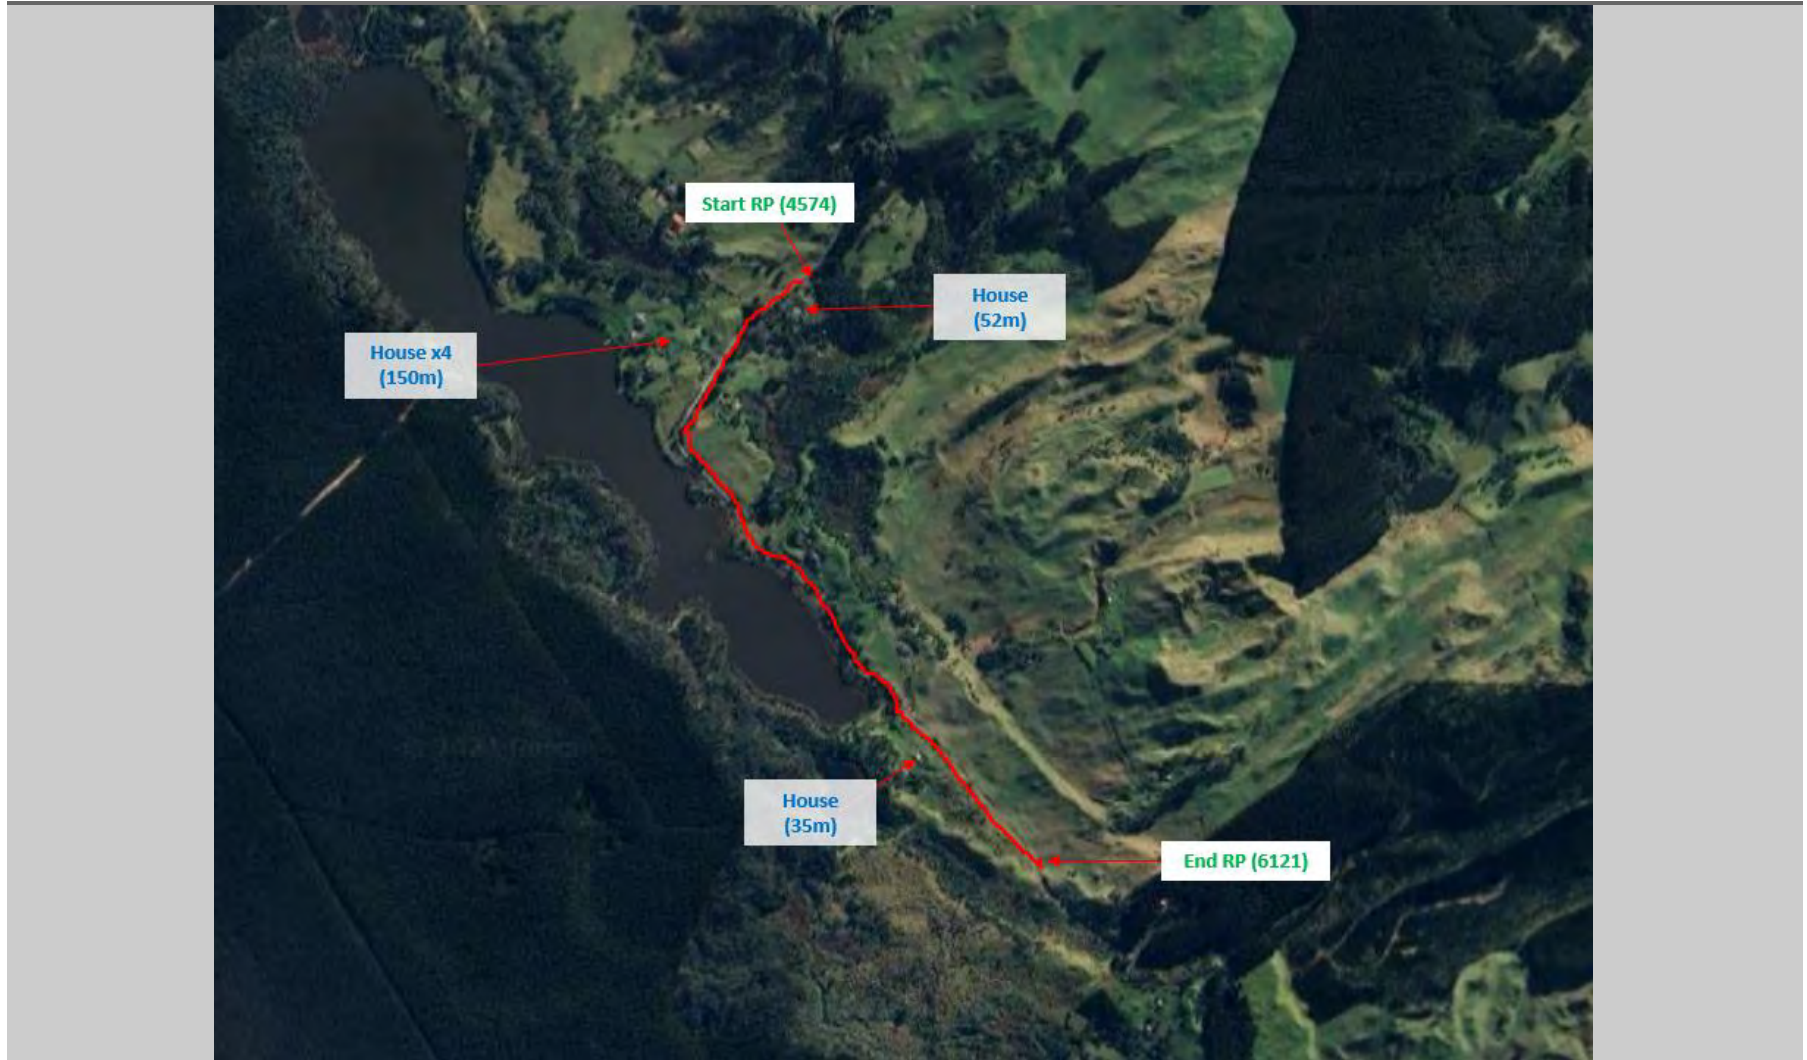 Start RP (4574)
House
(52m)
House x4
(150m)
House
(35m)
End RP (6121)